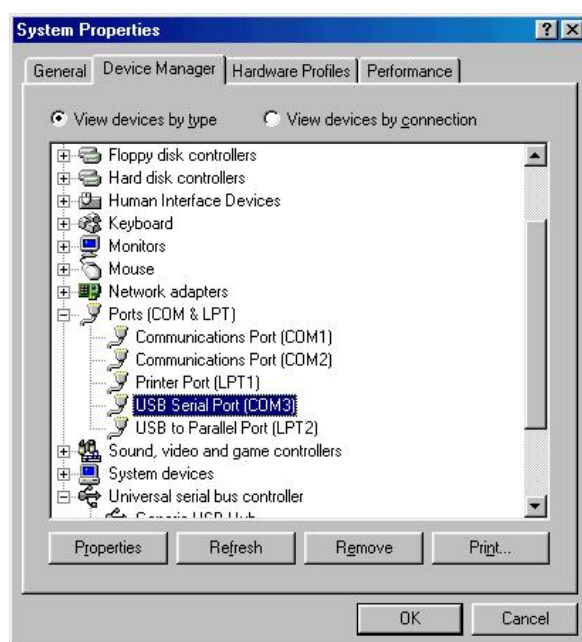 System Properties
General Device Manager Hardware Profiles Performance
View devices by type View devices by connection
Floppy disk controllers
Hard disk controllers
Human Interface Devices
Keyboard
Monitors
Mouse
Network adapters
Ports (COM & LPT)
Communications Port (COM1)
Communications Port (COM2)
Printer Port (LPT1)
USB Serial Port (COM3)
USB to Parallel Port (LPT2)
Sound, video and game controllers
System devices
Universal serial bus controller
Generic USB Hub
Properties Refresh Remove Print...
OK Cancel